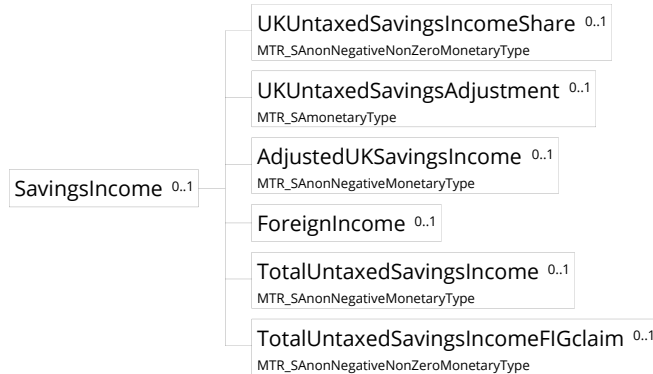 UKUntaxedSavingsIncomeShare 0..1
MTR_SAnonNegativeNonZeroMonetaryType
UKUntaxedSavingsAdjustment 0..1
MTR_SAmonetaryType
AdjustedUKSavingsIncome 0..1
MTR_SAnonNegativeMonetaryType
SavingsIncome 0..1
ForeignIncome 0..1
TotalUntaxedSavingsIncome 0..1
MTR_SAnonNegativeMonetaryType
TotalUntaxedSavingsIncomeFIGclaim 0..1
MTR_SAnonNegativeNonZeroMonetaryType